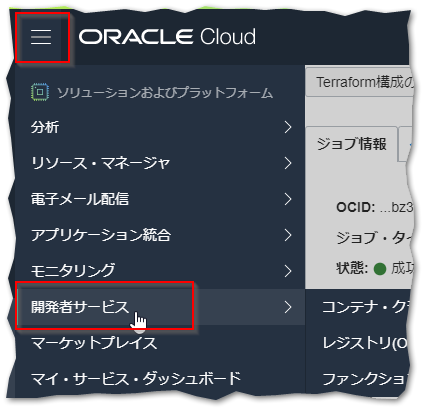 ORACLE Cloud
ソリューションおよびプラットフォーム
分析
リソース・マネージャ
電子メール配信
アプリケーション統合
モニタリング
開発者サービス
マーケットプレイス
マイ・サービス・ダッシュボード
Terraform構成の
ジョブ情報
OCID: ...bz3
ジョブ・タイ
状態: 成功
コンテナ・クラ
レジストリ(O
ファンクショ